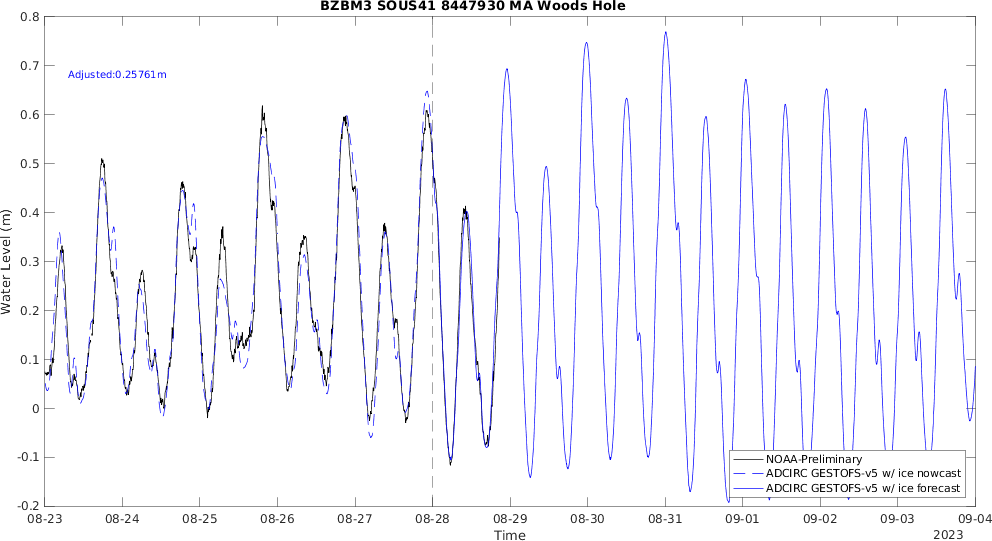 BZBM3 SOUS41 8447930 MA Woods Hole
Adjusted:0.25761m
Water Level (m)
0.8
0.7
0.6
0.5
0.4
0.3
0.2
0.1
0
-0.1
-0.2
NOAA-Preliminary
ADCIRC GESTOFS-v5 w/ ice nowcast
ADCIRC GESTOFS-v5 w/ ice forecast
08-23 08-24 08-25 08-26 08-27 08-28 08-29 08-30 08-31 09-01 09-02 09-03 09-04
Time
2023